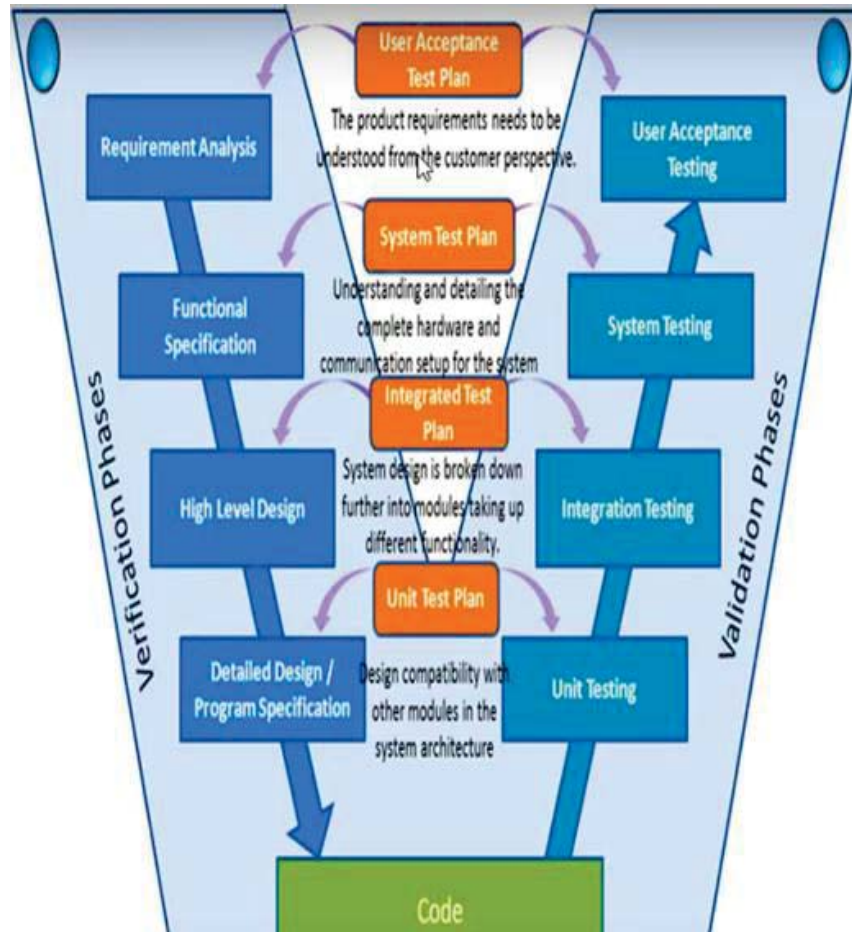 User Acceptance
Test Plan
The product requirements needs to be
understood from the customer perspective.
Requirement Analysis
User Acceptance
Testing
System Test Plan
Understanding and detailing the
complete hardware and
communication setup for the system
Functional
Specification
System Testing
Integrated Test
Plan
System design is broken down
further into modules taking up
different functionality.
High Level Design
Integration Testing
Unit Test Plan
Design compatibility with
other modules in the
system architecture
Detailed Design /
Program Specification
Unit Testing
Verification Phases
Validation Phases
Code